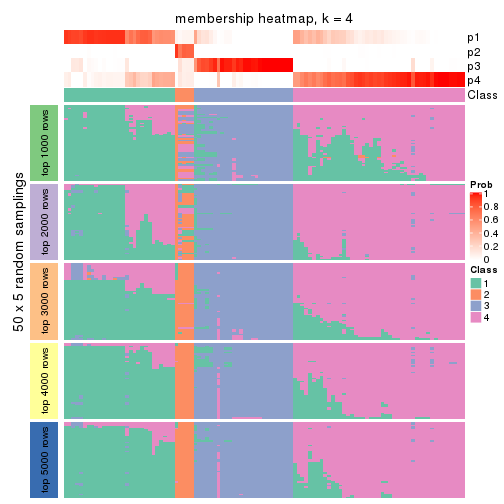 membership heatmap, k = 4
p1
p2
p3
p4
Class
50 x 5 random samplings
top 1000 rows
top 2000 rows
top 3000 rows
top 4000 rows
top 5000 rows
Prob
1
0.8
0.6
0.4
0.2
0
Class
1
2
3
4